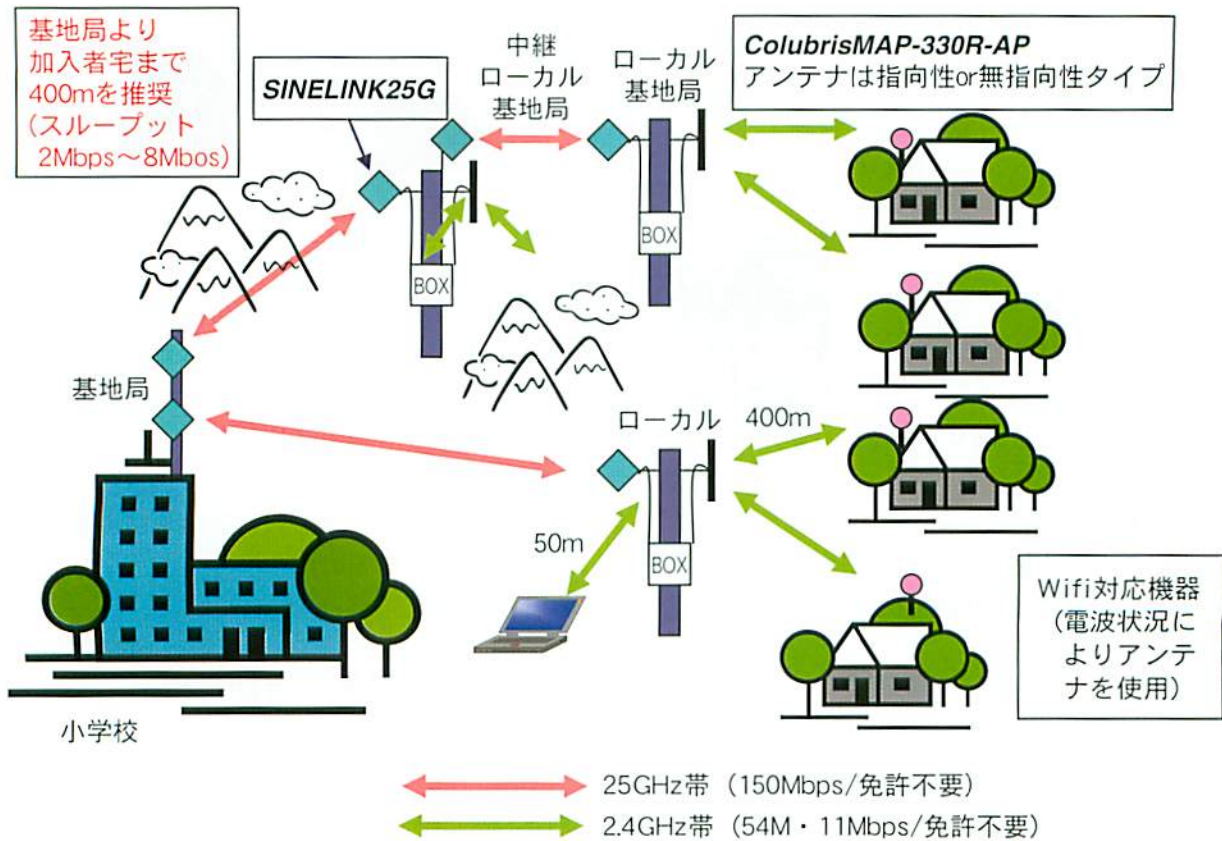 基地局より
加入者宅まで
400mを推奨
(スループット
2Mbps〜8Mbos)
SINELINK25G
中継
ローカル
基地局
ローカル
基地局
ColubrisMAP-330R-AP
アンテナは指向性or無指向性タイプ
BOX
BOX
基地局
ローカル
400m
50m
BOX
Wifi対応機器
(電波状況に
よりアンテ
ナを使用)
小学校
25GHz帯(150Mbps/免許不要)
2.4GHz帯(54M・11Mbps/免許不要)